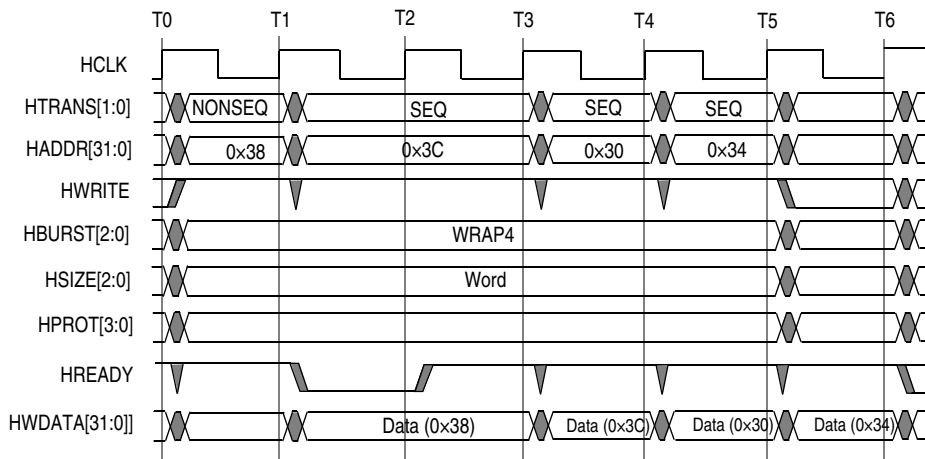 T0 T1 T2 T3 T4 T5 T6
HCLK
HTRANS[1:0] NONSEQ SEQ SEQ SEQ
HADDR[31:0] 0×38 0×3C 0×30 0×34
HWRITE
HBURST[2:0] WRAP4
HSIZE[2:0] Word
HPROT[3:0]
HREADY
HWDATA[31:0]] Data (0×38) Data (0×3C) Data (0×30) Data (0×34)